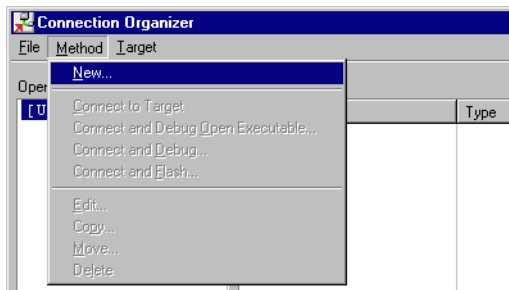 Connection Organizer
File Method Target
New...
Oper
[U
Type
Connect to Target
Connect and Debug Open Executable...
Connect and Debug...
Connect and Flash...
Edit...
Copy...
Move...
Delete